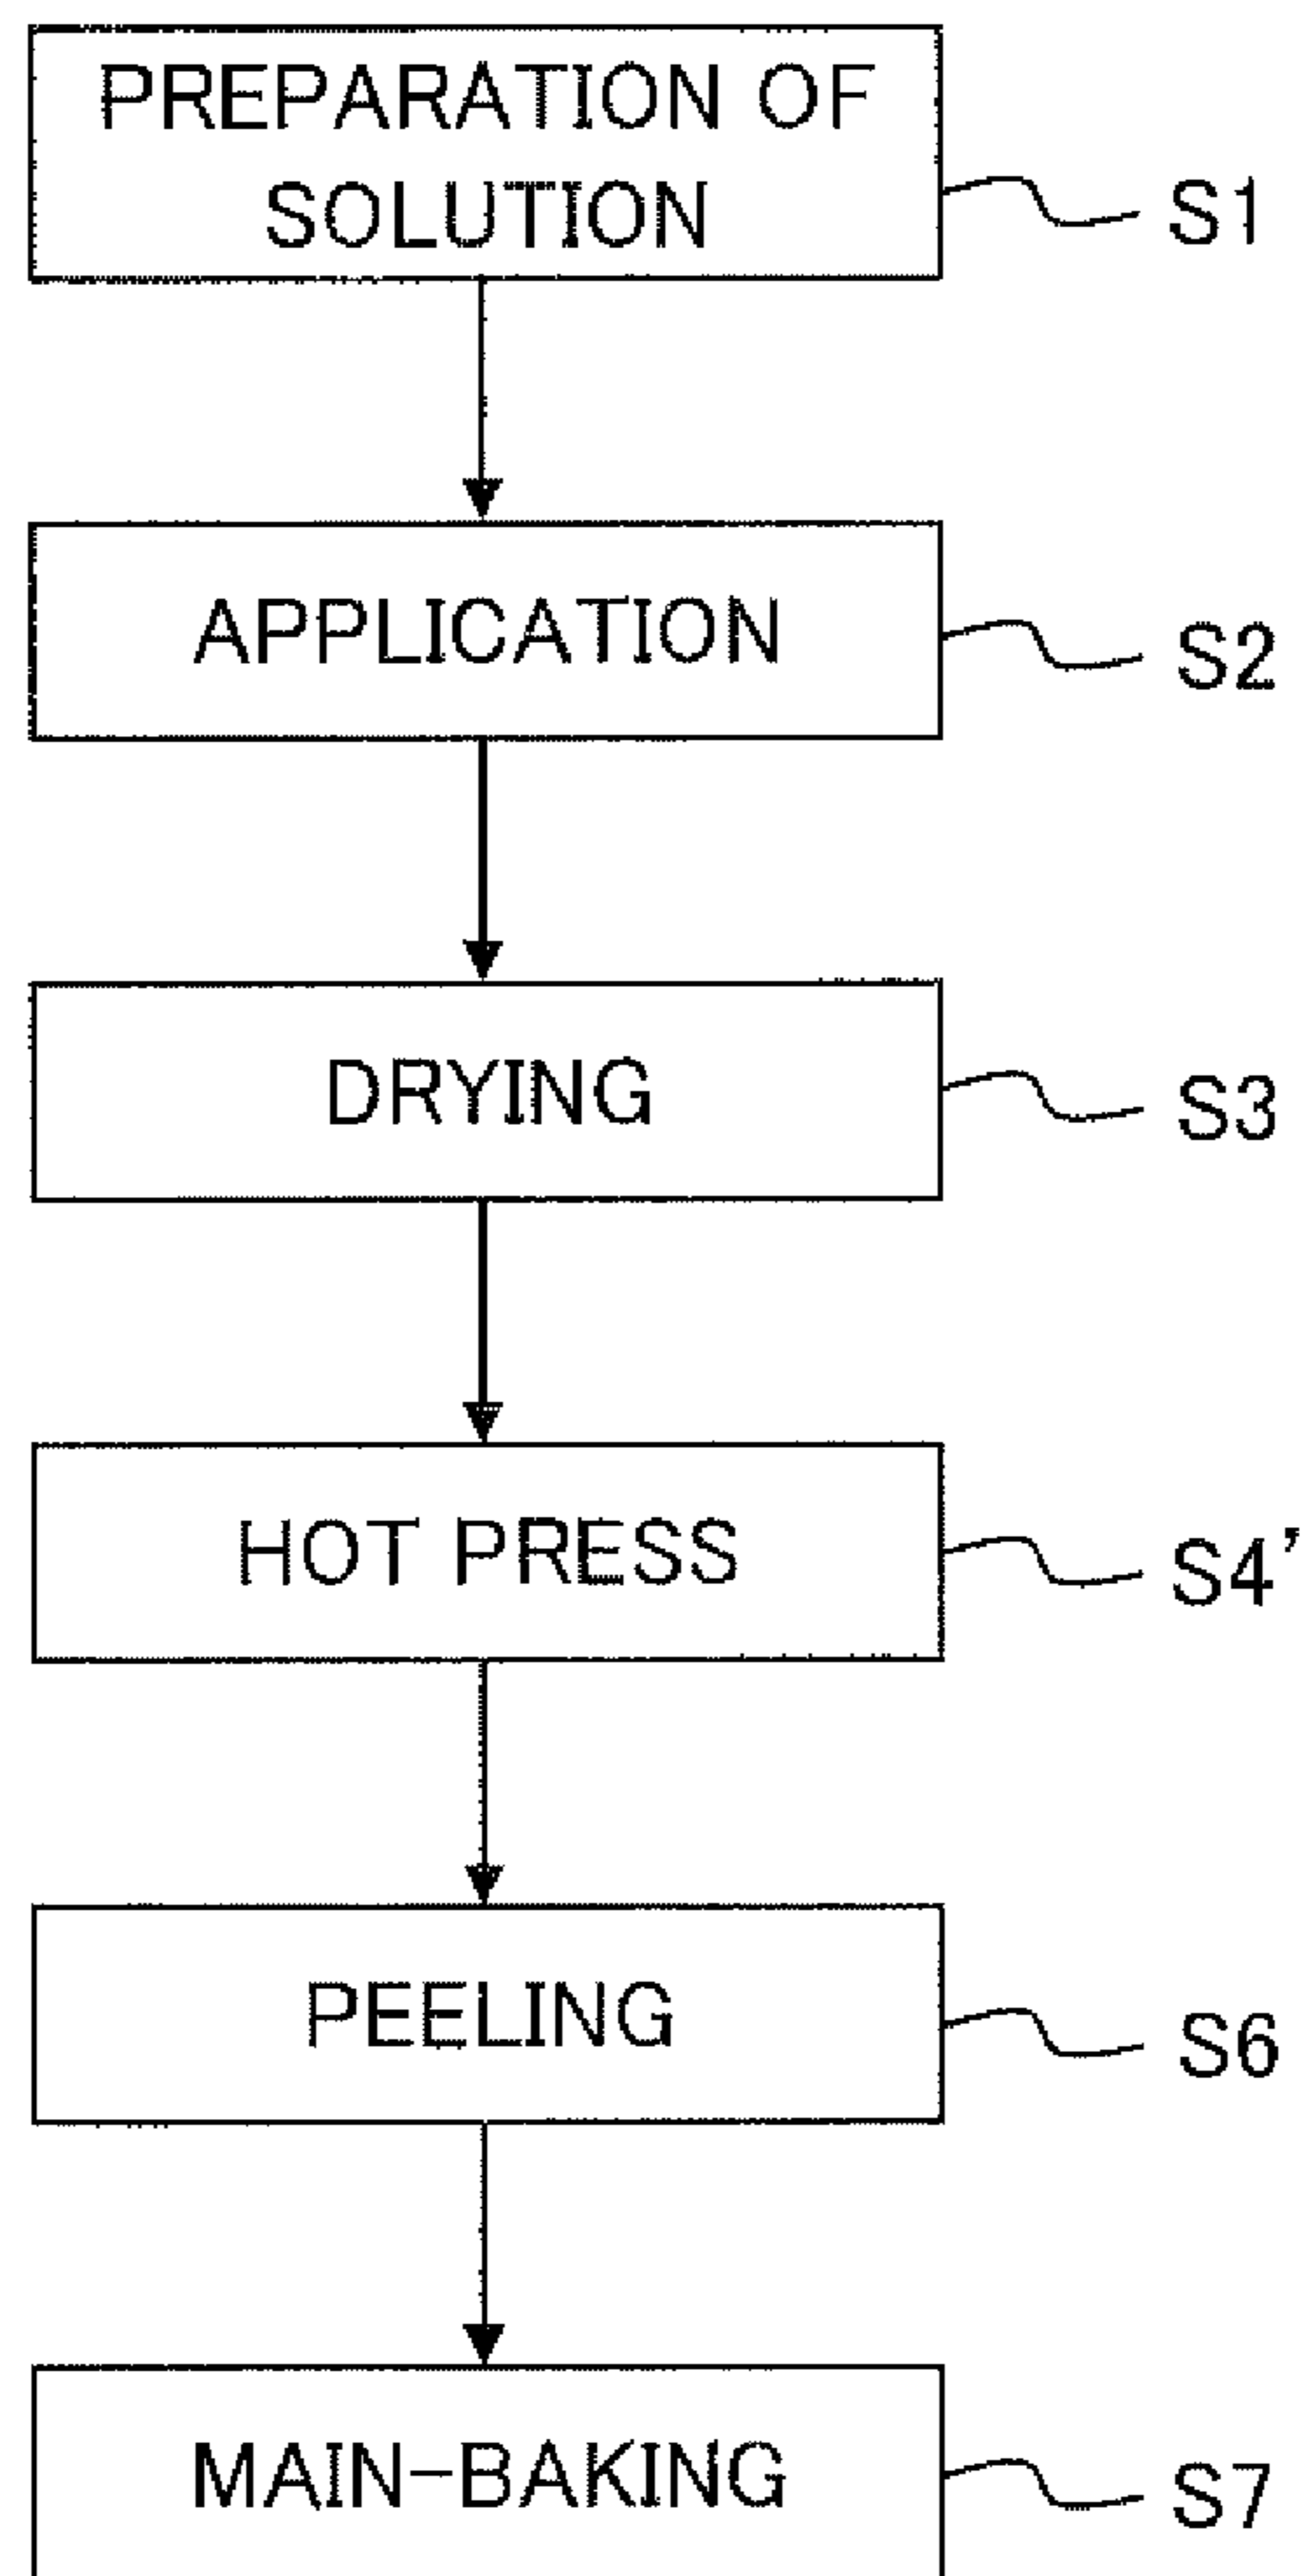 PREPARATION OF
SOLUTION
S1
APPLICATION
S2
DRYING
S3
HOT PRESS
S4’
PEELING
S6
MAIN-BAKING
S7